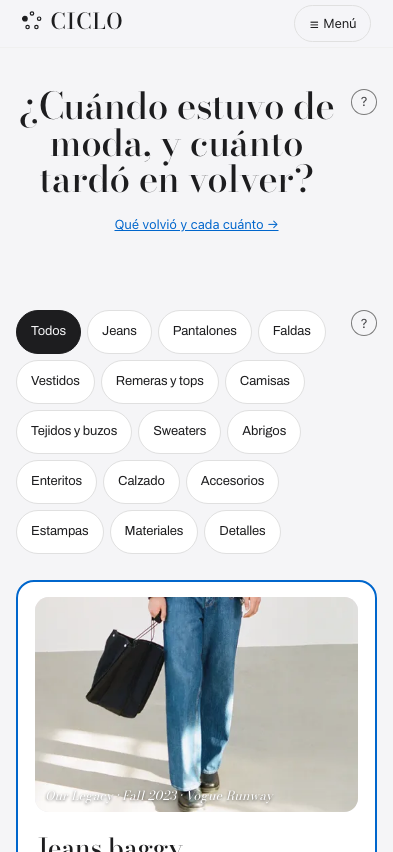 CICLO
≡ Menú
¿Cuándo estuvo de
moda, y cuánto
tardó en volver?
?
Qué volvió y cada cuánto →
Todos Jeans Pantalones Faldas
?
Vestidos Remeras y tops Camisas
Tejidos y buzos Sweaters Abrigos
Enteritos Calzado Accesorios
Estampas Materiales Detalles
Our Legacy · Fall 2023 · Vogue Runway
Jeans baggy